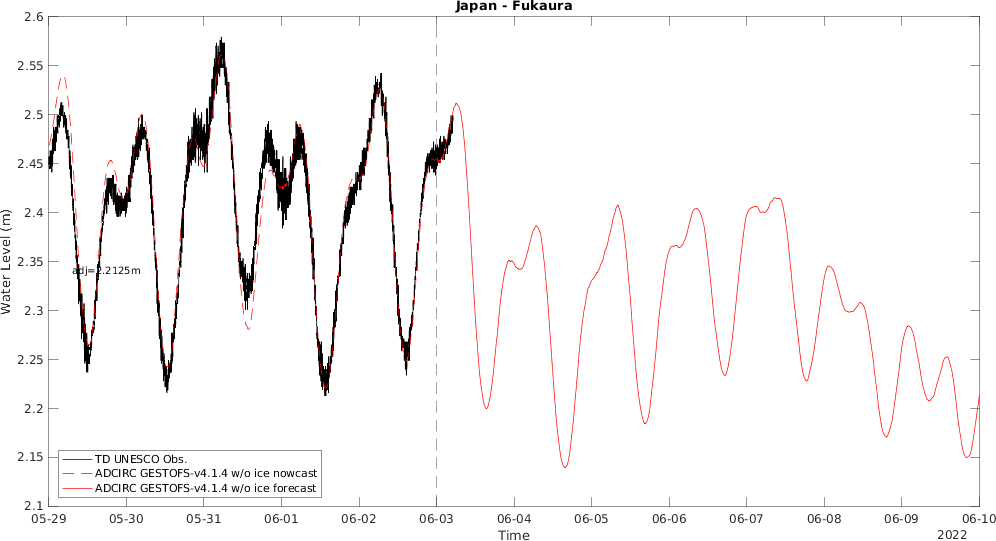 Japan - Fukaura
2.6
2.55
2.5
2.45
2.4
2.35
2.3
2.25
2.2
2.15
2.1
Water Level (m)
adj=2.2125m
TD UNESCO Obs.
ADCIRC GESTOFS-v4.1.4 w/o ice nowcast
ADCIRC GESTOFS-v4.1.4 w/o ice forecast
05-29 05-30 05-31 06-01 06-02 06-03 06-04 06-05 06-06 06-07 06-08 06-09 06-10
Time
2022